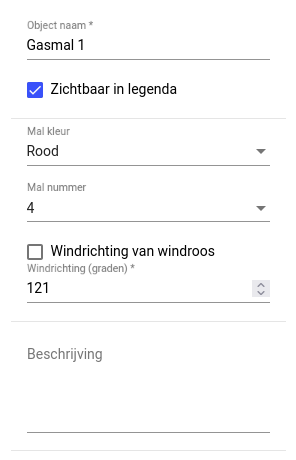 Object naam *
Gasmal 1
Zichtbaar in legenda
Mal kleur
Rood
Mal nummer
4
Windrichting van windroos
Windrichting (graden) *
121
Beschrijving